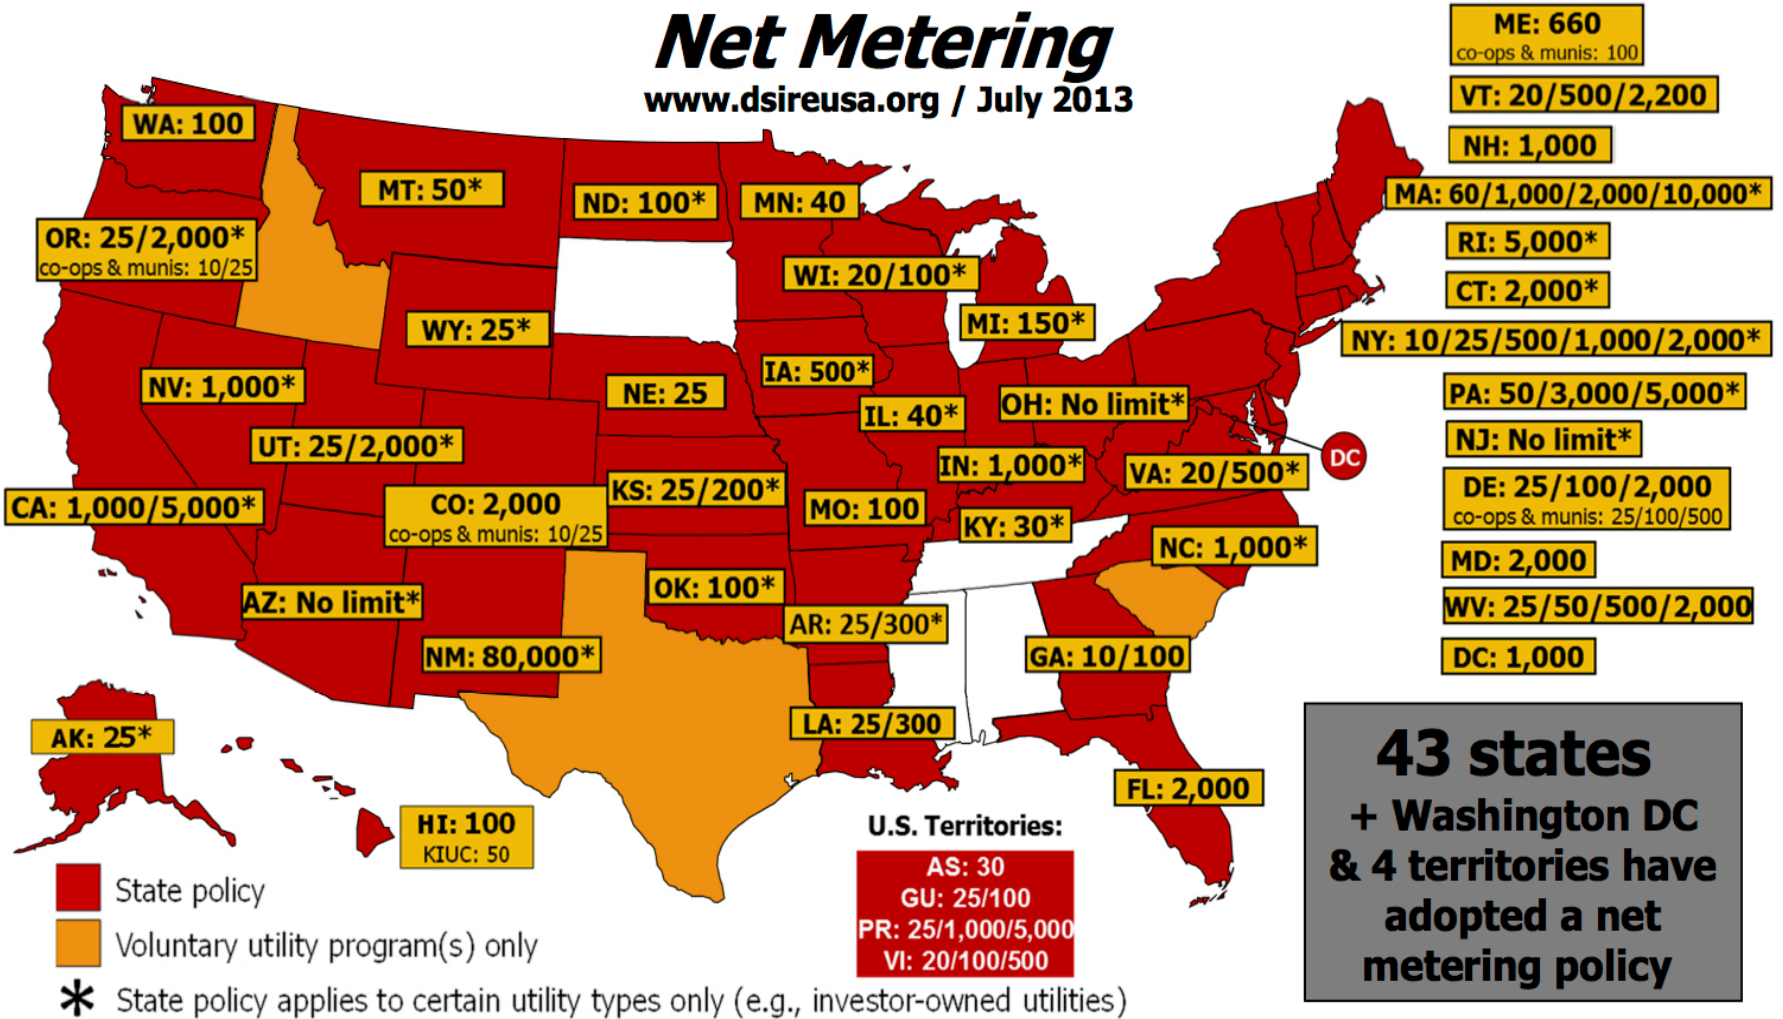 Net Metering
www.dsireusa.org / July 2013
WA: 100
OR: 25/2,000*
co-ops & munis: 10/25
MT: 50*
ND: 100*
MN: 40
WI: 20/100*
MI: 150*
WY: 25*
NV: 1,000*
NE: 25
IA: 500*
IL: 40*
OH: No limit*
UT: 25/2,000*
IN: 1,000*
VA: 20/500*
DC
CA: 1,000/5,000*
CO: 2,000
co-ops & munis: 10/25
KS: 25/200*
MO: 100
KY: 30*
NC: 1,000*
AZ: No limit*
OK: 100*
AR: 25/300*
NM: 80,000*
GA: 10/100
LA: 25/300
AK: 25*
FL: 2,000
HI: 100
KIUC: 50
ME: 660
co-ops & munis: 100
VT: 20/500/2,200
NH: 1,000
MA: 60/1,000/2,000/10,000*
RI: 5,000*
CT: 2,000*
NY: 10/25/500/1,000/2,000*
PA: 50/3,000/5,000*
NJ: No limit*
DE: 25/100/2,000
co-ops & munis: 25/100/500
MD: 2,000
WV: 25/50/500/2,000
DC: 1,000
U.S. Territories:
AS: 30
GU: 25/100
PR: 25/1,000/5,000
VI: 20/100/500
43 states
+ Washington DC
& 4 territories have
adopted a net
metering policy
State policy
Voluntary utility program(s) only
* State policy applies to certain utility types only (e.g., investor-owned utilities)